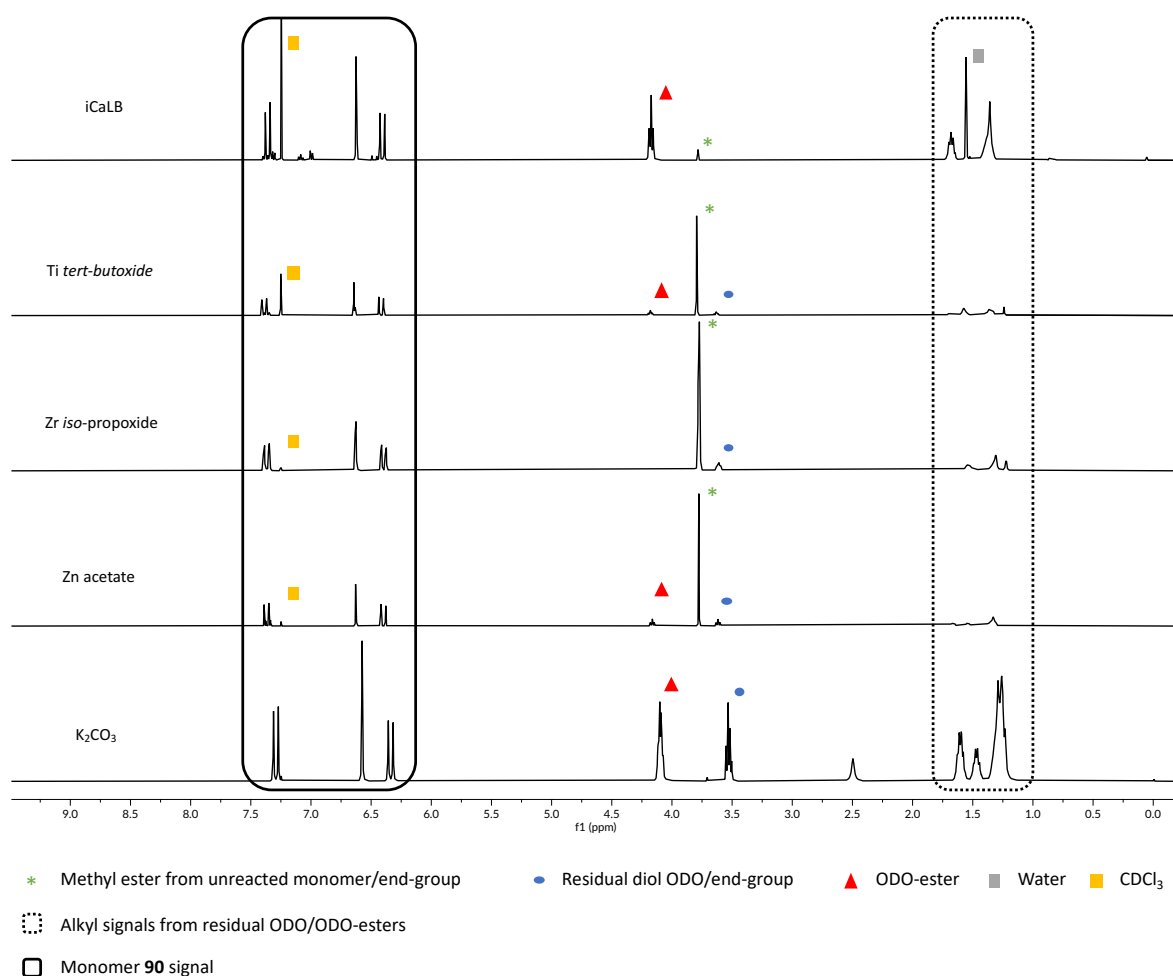 iCaLB
Ti tert-butoxide
Zr iso-propoxide
Zn acetate
K₂CO₃
9.0 8.5 8.0 7.5 7.0 6.5 6.0 5.5 5.0 4.5 4.0 3.5 3.0 2.5 2.0 1.5 1.0 0.5 0.0
f1 (ppm)
* Methyl ester from unreacted monomer/end-group Residual diol ODO/end-group ODO-ester Water CDCl₃
Alkyl signals from residual ODO/ODO-esters
Monomer 90 signal